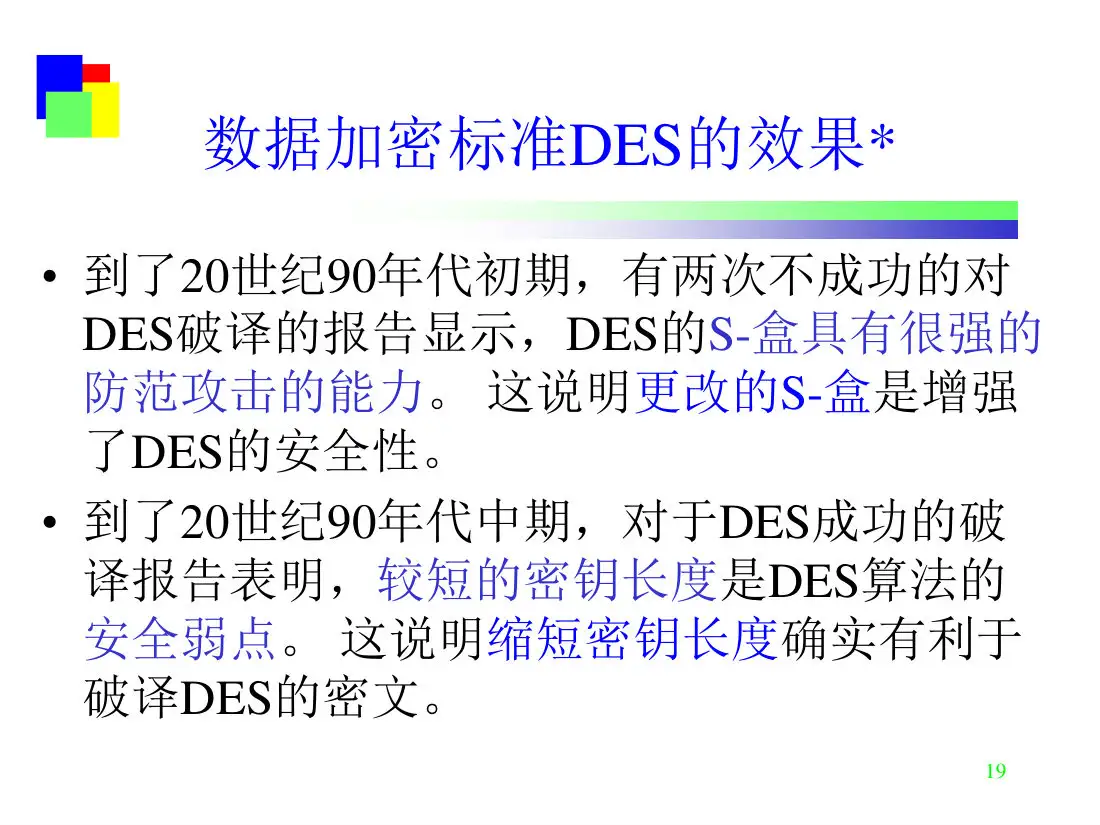 数据加密标准DES的效果*
• 到了20世纪90年代初期，有两次不成功的对
DES破译的报告显示，DES的S-盒具有很强的
防范攻击的能力。 这说明更改的S-盒是增强
了DES的安全性。
• 到了20世纪90年代中期，对于DES成功的破
译报告表明，较短的密钥长度是DES算法的
安全弱点。 这说明缩短密钥长度确实有利于
破译DES的密文。
19